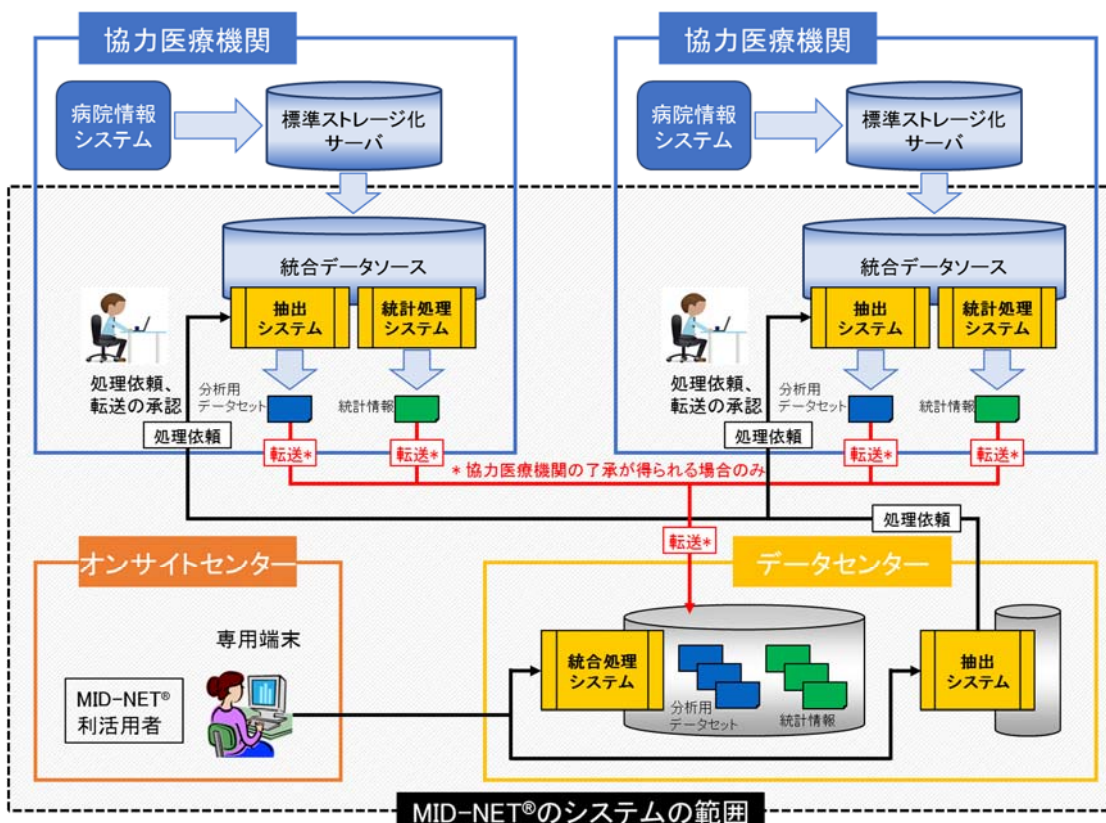 協力医療機関
協力医療機関
病院情報
システム
標準ストレージ化
サーバ
病院情報
システム
標準ストレージ化
サーバ
統合データソース
統合データソース
抽出
システム
統計処理
システム
抽出
システム
統計処理
システム
処理依頼、
転送の承認
分析用
データセット
統計情報
処理依頼、
転送の承認
分析用
データセット
統計情報
処理依頼
転送*
転送*
処理依頼
転送*
転送*
* 協力医療機関の了承が得られる場合のみ
処理依頼
転送*
オンサイトセンター
データセンター
専用端末
MID-NET®
利活用者
統合処理
システム
分析用
データセット
統計情報
抽出
システム
MID-NET®のシステムの範囲